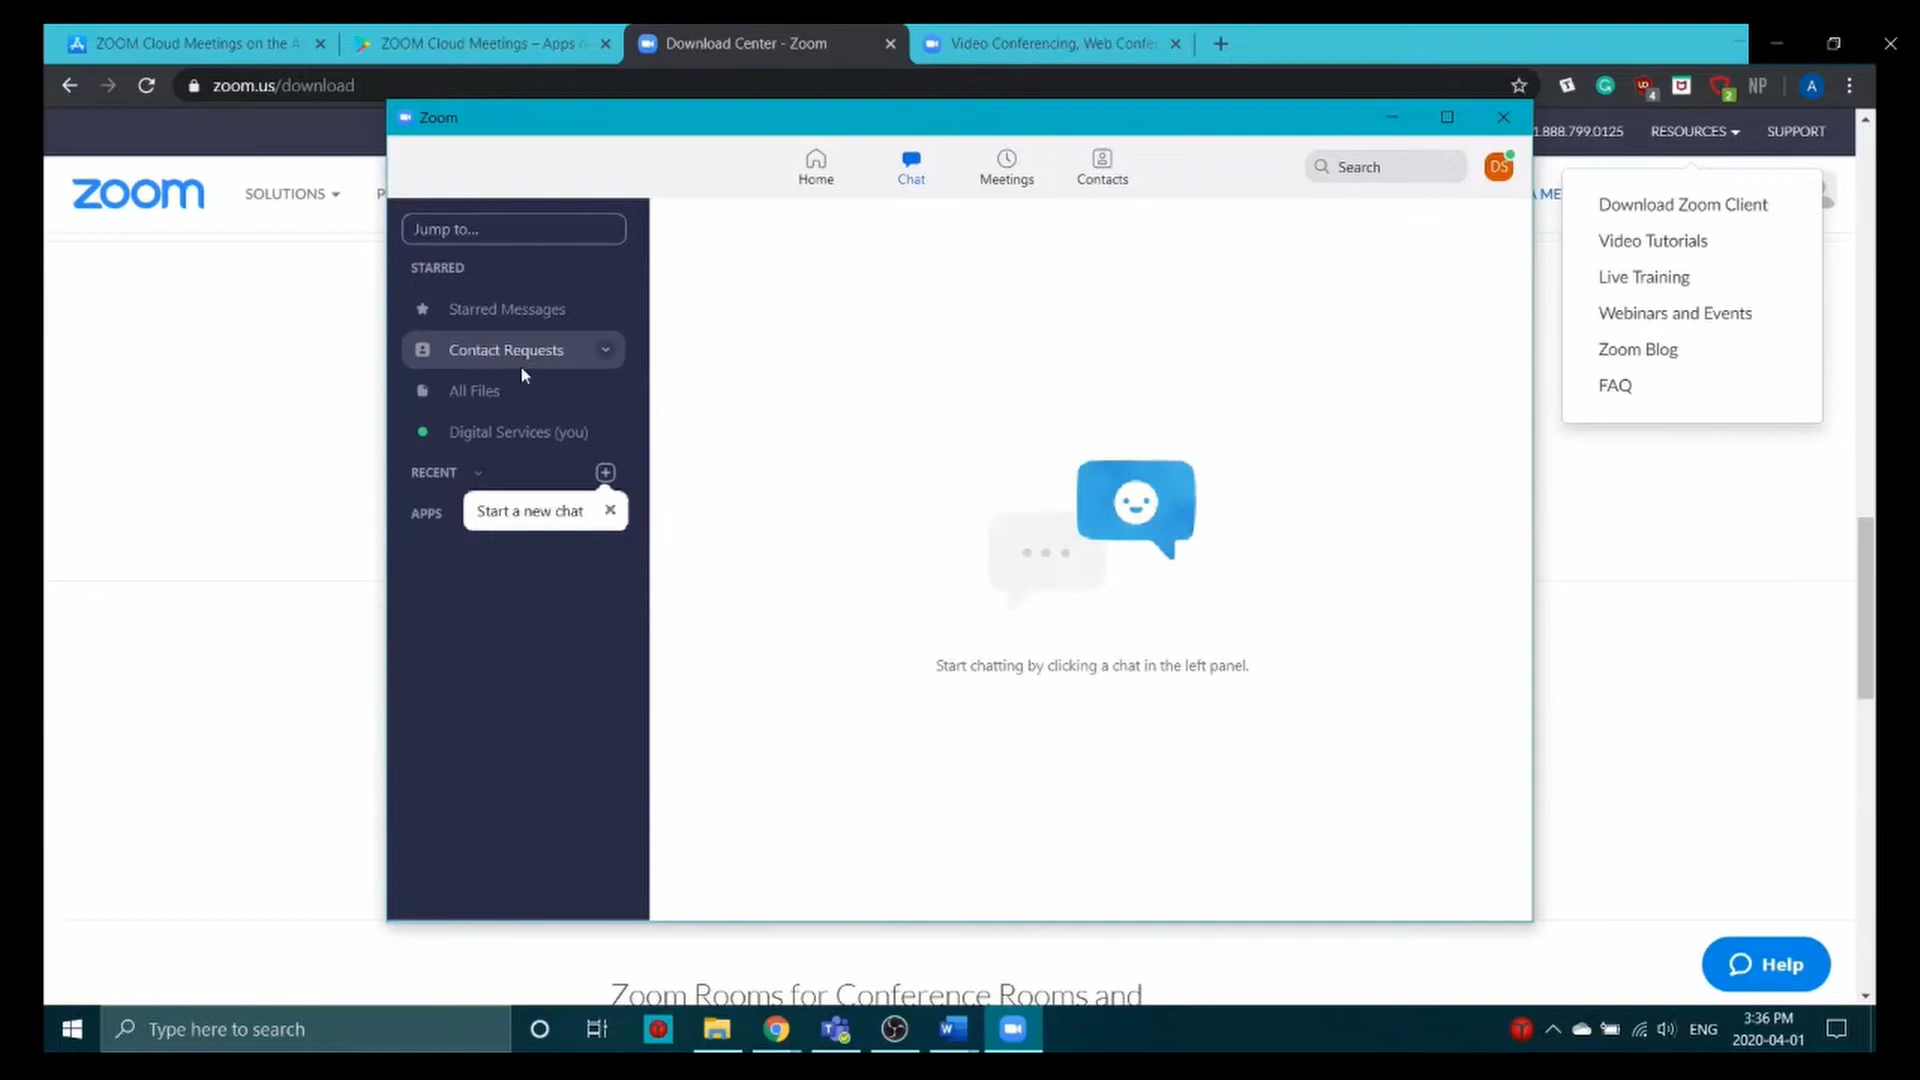 ZOOM Cloud Meetings on the A
ZOOM Cloud Meetings – Apps o
Download Center - Zoom
Video Conferencing, Web Confe
zoom.us/download
4
2
NP
A
1.888.799.0125
RESOURCES
SUPPORT
zoom
SOLUTIONS
P
A ME
Download Zoom Client
Video Tutorials
Live Training
Webinars and Events
Zoom Blog
FAQ
Zoom
Home
Chat
Meetings
Contacts
Search
DS
Jump to...
STARRED
Starred Messages
Contact Requests
All Files
Digital Services (you)
RECENT
APPS
Start a new chat
Start chatting by clicking a chat in the left panel.
Zoom Rooms for Conference Rooms and
Help
Type here to search
ENG
3:36 PM
2020-04-01